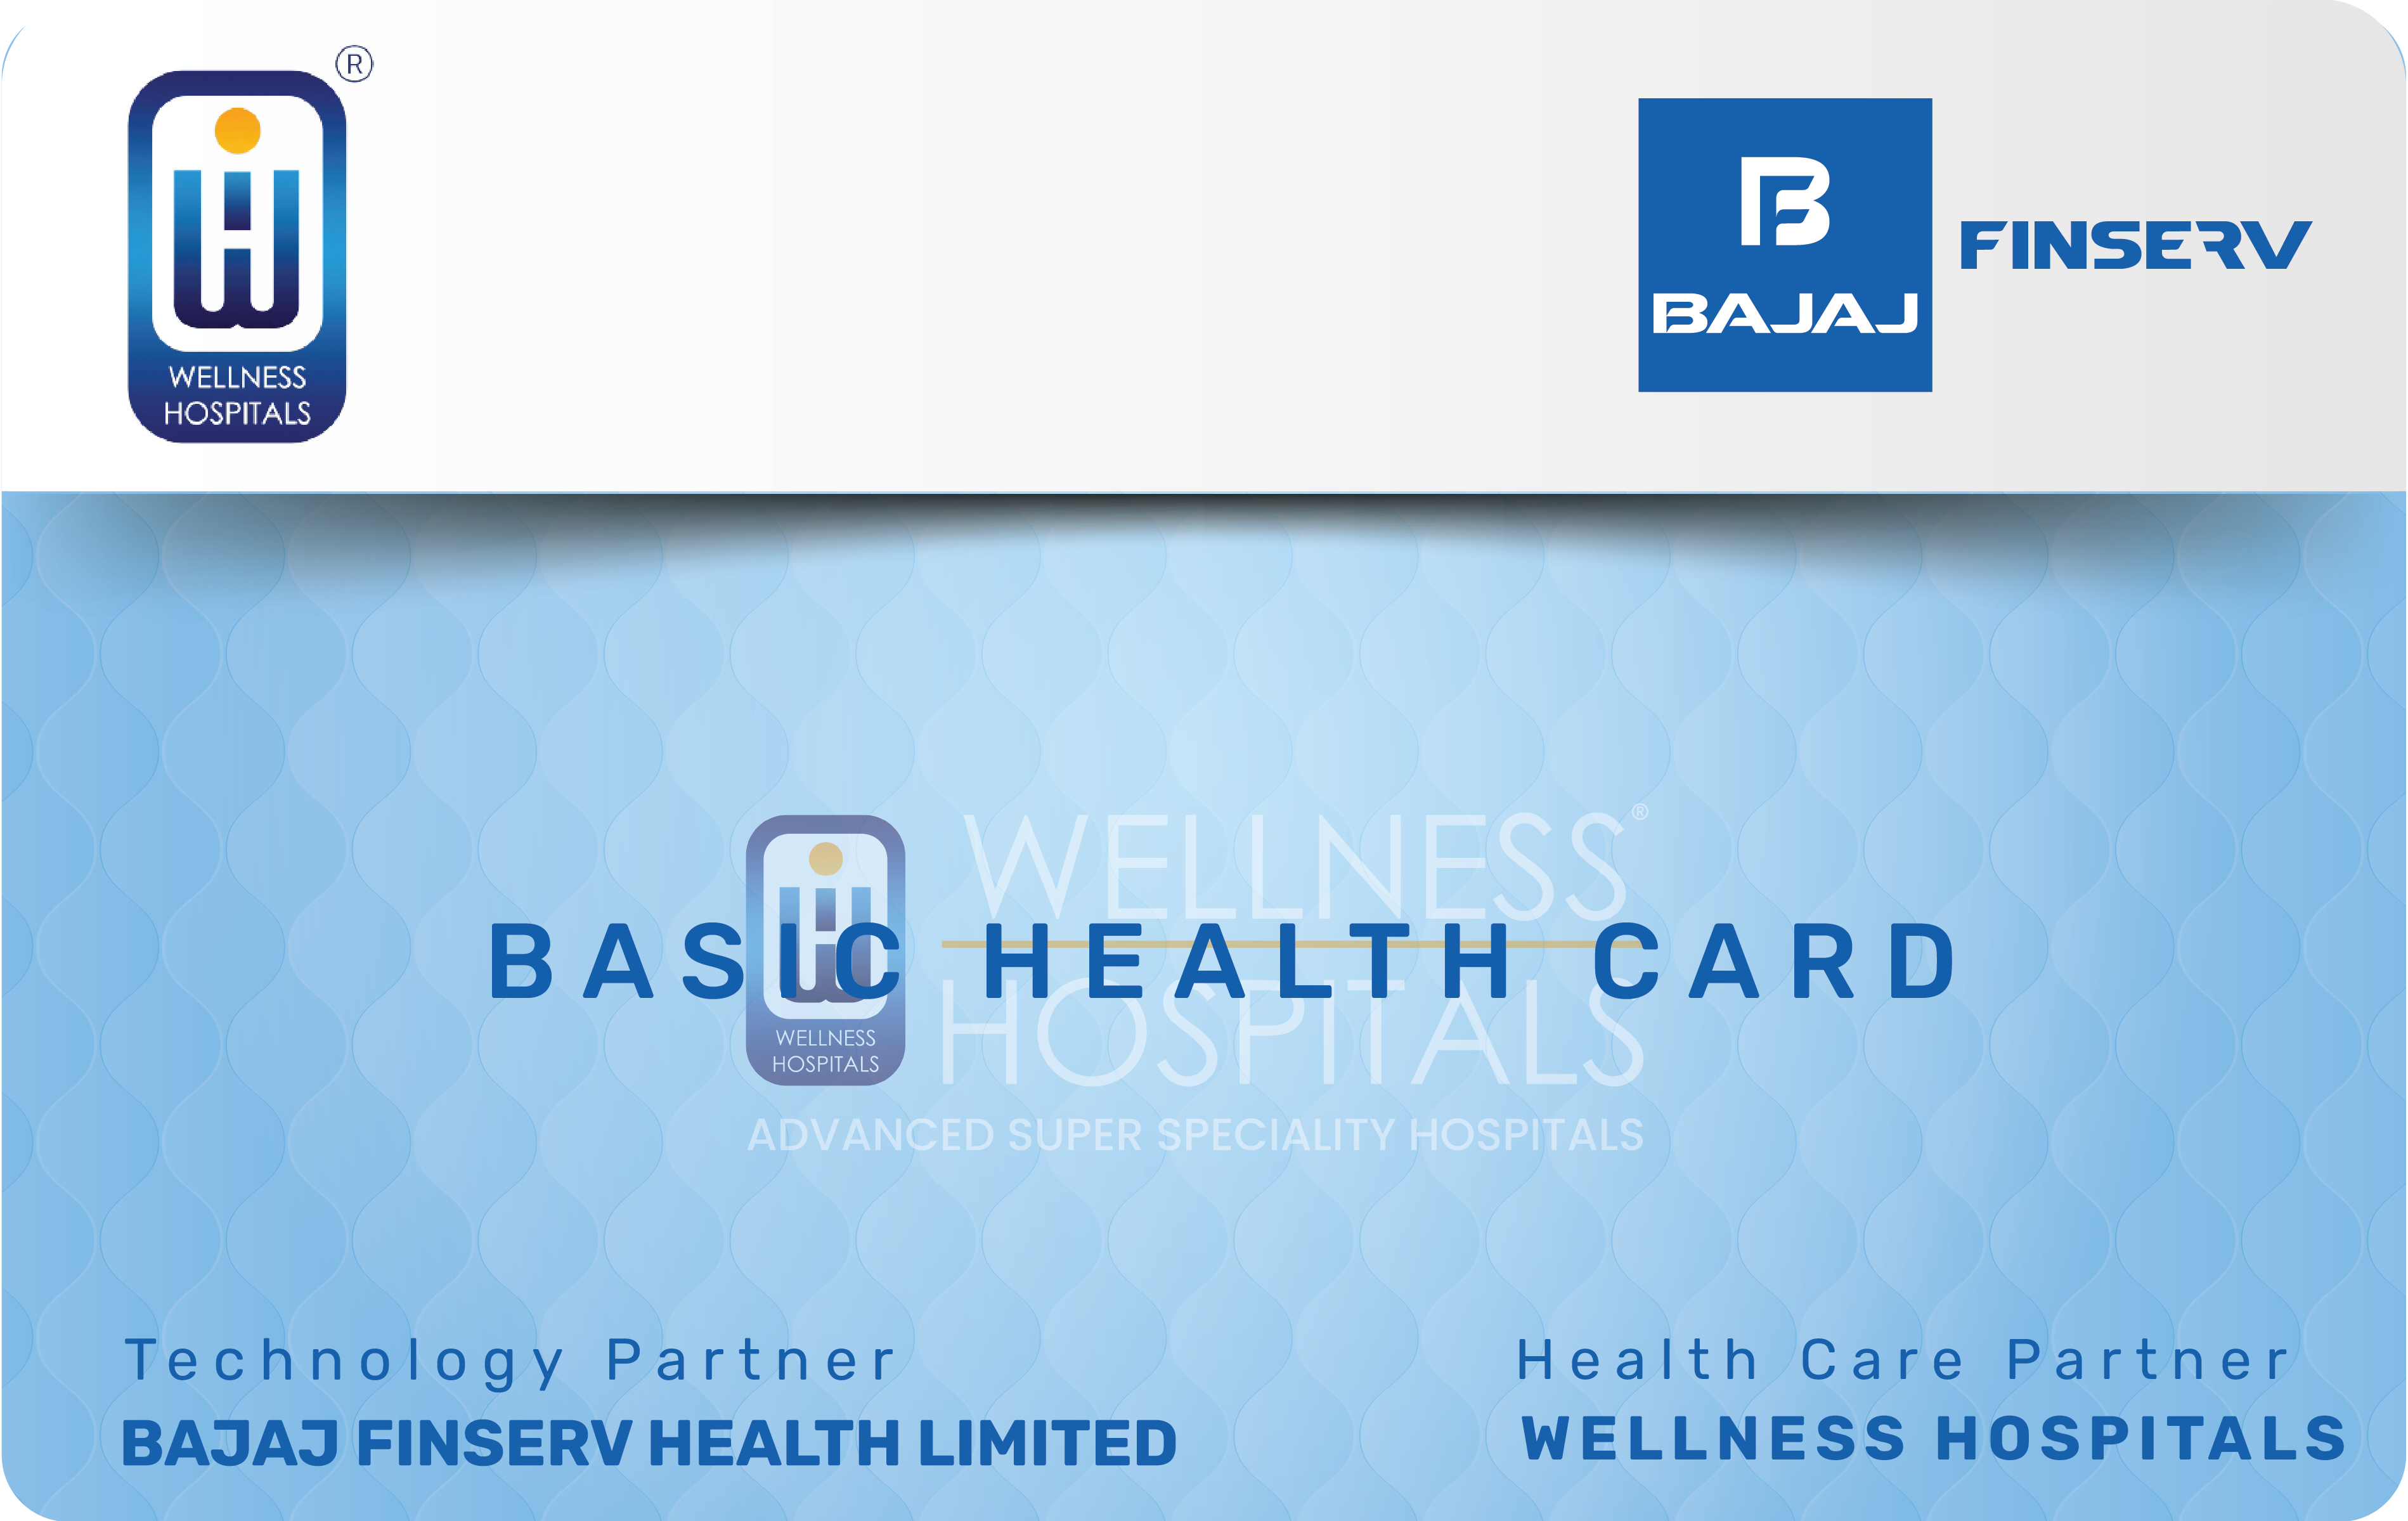 ®
WELLNESS
HOSPITALS
B
BAJAJ
FINSERV
WELLNESS®
HOSPITALS
WELLNESS
HOSPITALS
ADVANCED SUPER SPECIALITY HOSPITALS
BASIC HEALTH CARD
Technology Partner
BAJAJ FINSERV HEALTH LIMITED
Health Care Partner
WELLNESS HOSPITALS